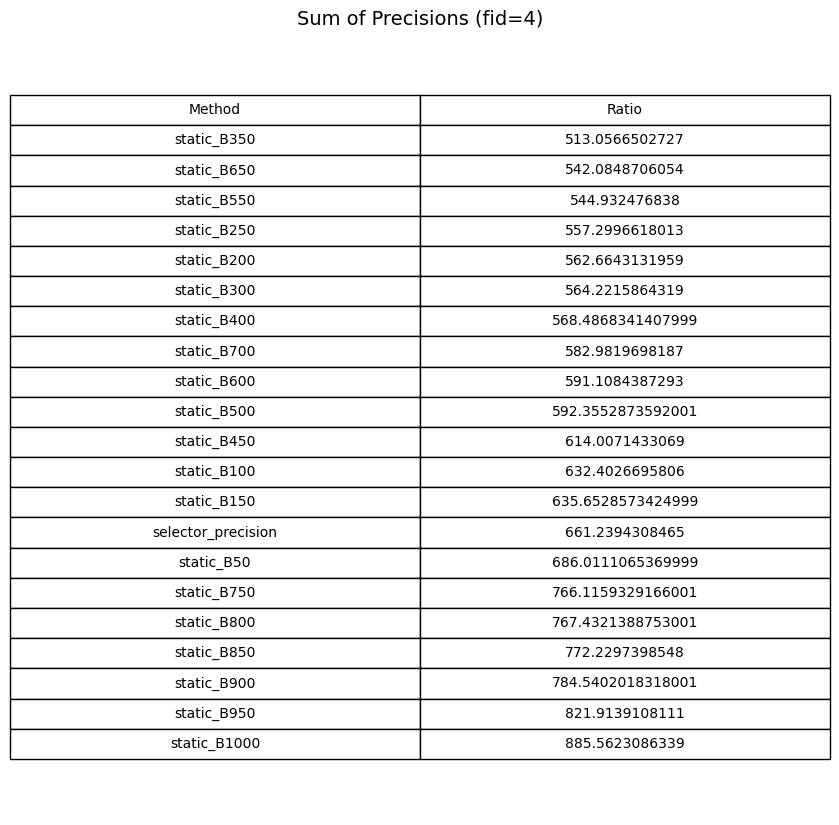 Sum of Precisions (fid=4)
Method Ratio
static_B350 513.0566502727
static_B650 542.0848706054
static_B550 544.932476838
static_B250 557.2996618013
static_B200 562.6643131959
static_B300 564.2215864319
static_B400 568.4868341407999
static_B700 582.9819698187
static_B600 591.1084387293
static_B500 592.3552873592001
static_B450 614.0071433069
static_B100 632.4026695806
static_B150 635.6528573424999
selector_precision 661.2394308465
static_B50 686.0111065369999
static_B750 766.1159329166001
static_B800 767.4321388753001
static_B850 772.2297398548
static_B900 784.5402018318001
static_B950 821.9139108111
static_B1000 885.5623086339